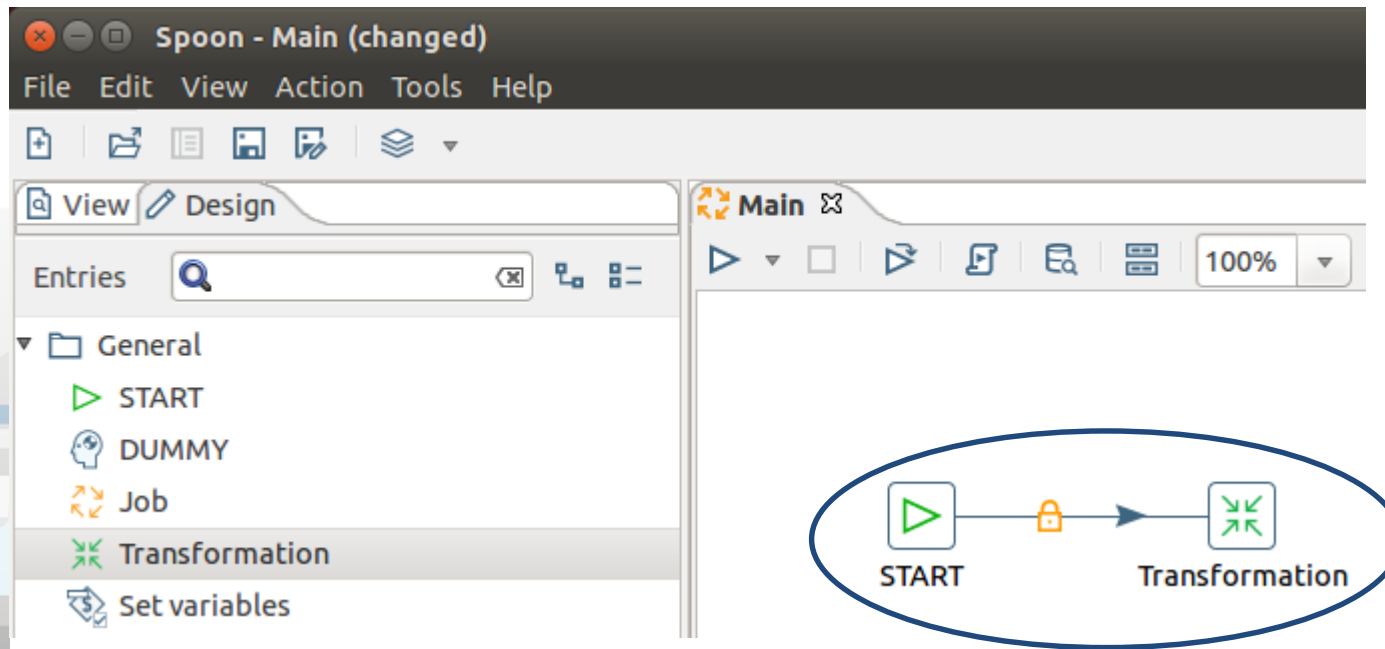 Spoon - Main (changed)
File Edit View Action Tools Help
View Design
Main
Entries
100%
General
START
DUMMY
Job
Transformation
Set variables
START Transformation